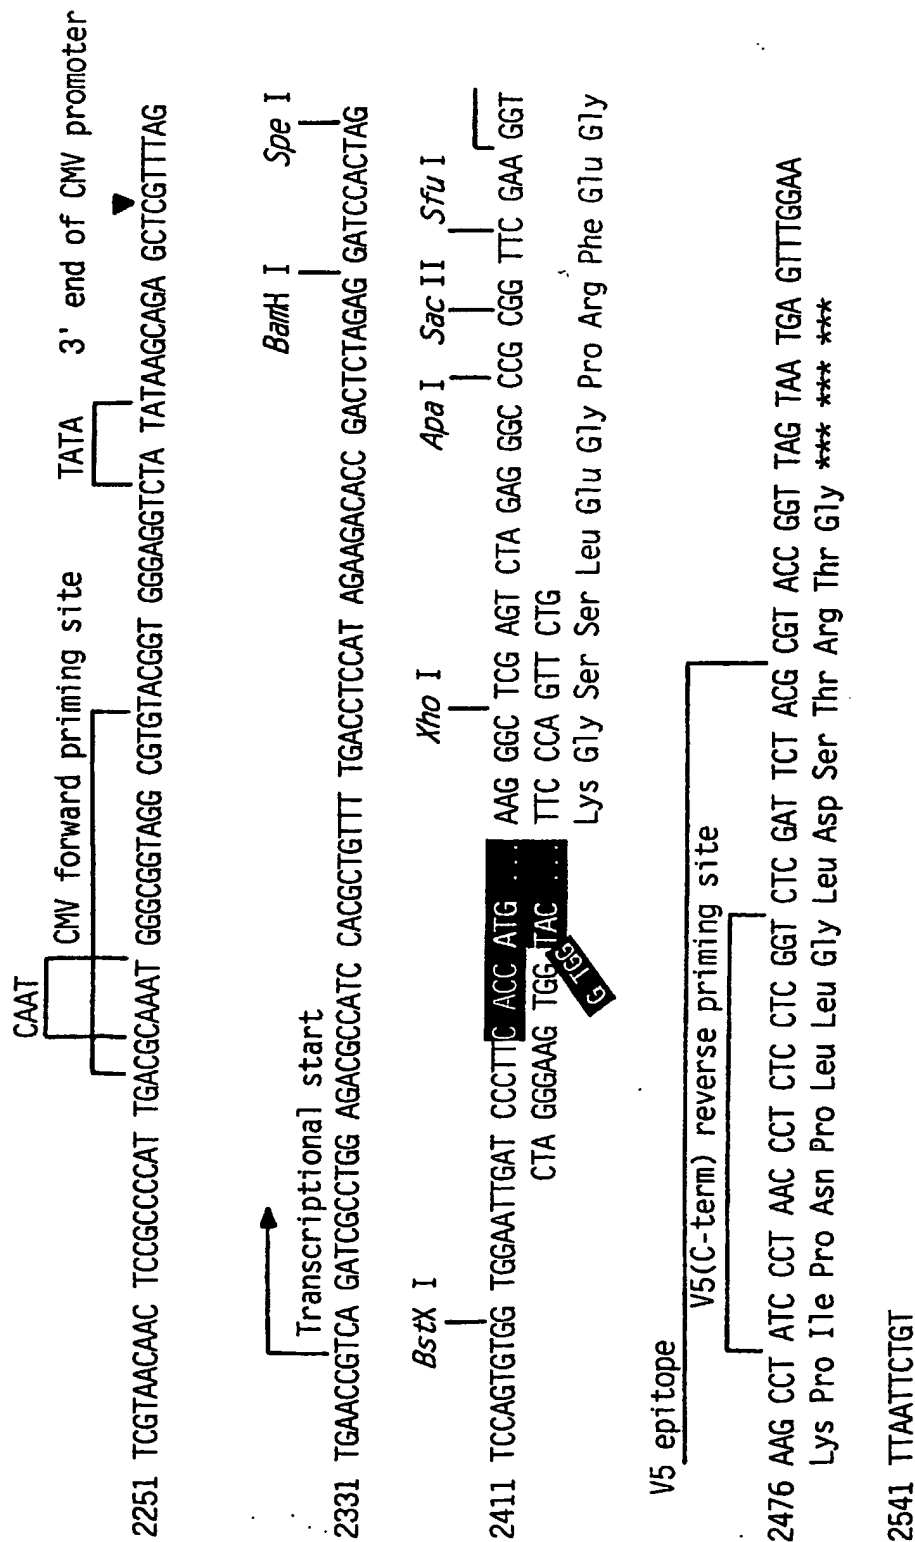 CAAT
CMV forward priming site
TATA
3' end of CMV promoter
2251 TCGTAACAAC TCCGCCCCAT TGACGCAAAT GGGCGGTAGG CGTGTACGGT GGGAGGTCTA TATAAGCAGA GCTCGTTTAG
Transcriptional start
BamH I
Spe I
2331 TGAACCGTCA GATCGCCTGG AGACGCCATC CACGCTGTTT TGACCTCCAT AGAAGACACC GACTCTAGAG GATCCACTAG
BstX I
Xho I
Apa I
Sac II
Sfu I
2411 TCCAGTGTGG TGGAATTGAT CCCTTC ACC ATG ... AAG GGC TCG AGT CTA GAG GGC CCG CGG TTC GAA GGT
CTA GGGAAG TGG TAC ... TTC CCA GTT CTG
G TGG
Lys Gly Ser Ser Leu Glu Gly Pro Arg Phe Glu Gly
V5 epitope
V5(C-term) reverse priming site
2476 AAG CCT ATC CCT AAC CCT CTC CTC GGT CTC GAT TCT ACG CGT ACC GGT TAG TAA TGA GTTTGGAA
Lys Pro Ile Pro Asn Pro Leu Leu Gly Leu Asp Ser Thr Arg Thr Gly *** *** ***
2541 TTAATTCTGT